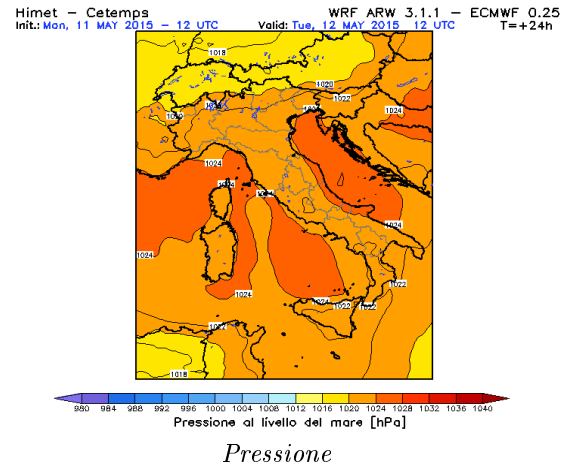 Himet – Cetemps WRF ARW 3.1.1 – ECMWF 0.25
Init.: Mon, 11 MAY 2015 – 12 UTC Valid: Tue, 12 MAY 2015 12 UTC T=+24h
1018
1020
1022
1024
1024
1024
1024
1024
1024
1022
1024
1022
1022
1018
980 984 988 992 996 1000 1004 1008 1012 1016 1020 1024 1028 1032 1036 1040
Pressione al livello del mare [hPa]
Pressione